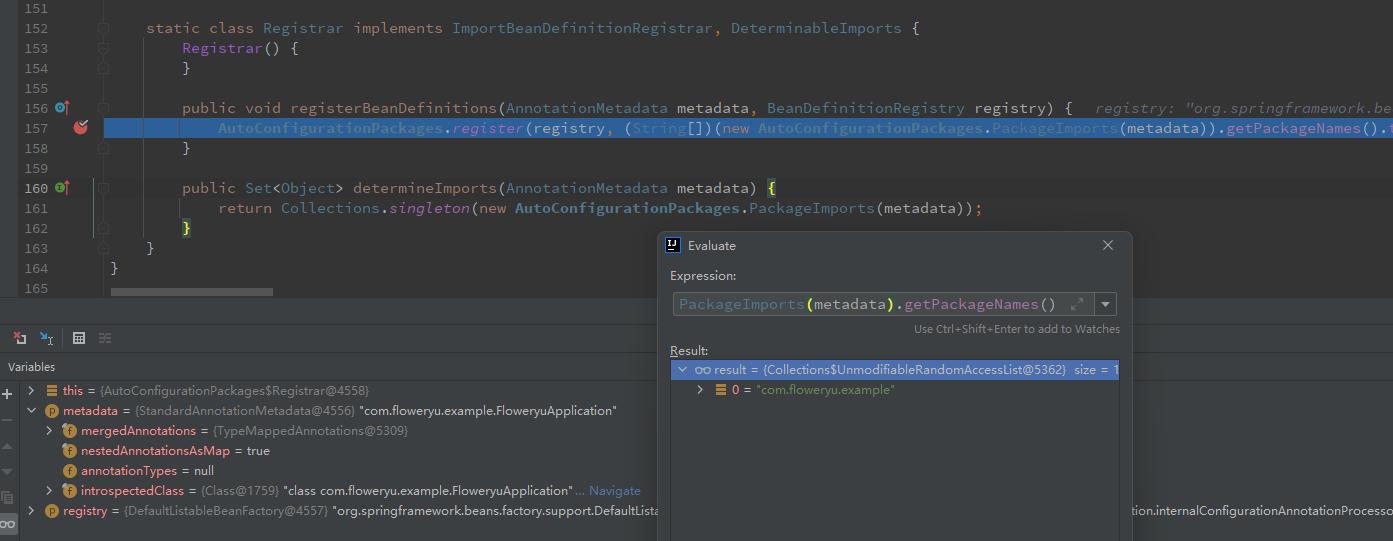 151
152 static class Registrar implements ImportBeanDefinitionRegistrar, DeterminableImports {
153 Registrar() {
154 }
155
156 public void registerBeanDefinitions(AnnotationMetadata metadata, BeanDefinitionRegistry registry) { registry: "org.springframework.be
157 AutoConfigurationPackages.register(registry, (String[])(new AutoConfigurationPackages.PackageImports(metadata)).getPackageNames().t
158 }
159
160 public Set<Object> determineImports(AnnotationMetadata metadata) {
161 return Collections.singleton(new AutoConfigurationPackages.PackageImports(metadata));
162 }
163 }
164 }
165
Evaluate
Expression:
PackageImports(metadata).getPackageNames()
Use Ctrl+Shift+Enter to add to Watches
Result:
result = {Collections$UnmodifiableRandomAccessList@5362} size = 1
0 = "com.floweryu.example"
Variables
this = {AutoConfigurationPackages$Registrar@4558}
metadata = {StandardAnnotationMetadata@4556} "com.floweryu.example.FloweryuApplication"
mergedAnnotations = {TypeMappedAnnotations@5309}
nestedAnnotationsAsMap = true
annotationTypes = null
introspectedClass = {Class@1759} "class com.floweryu.example.FloweryuApplication" ... Navigate
registry = {DefaultListableBeanFactory@4557} "org.springframework.beans.factory.support.DefaultLista
tion.internalConfigurationAnnotationProcesso